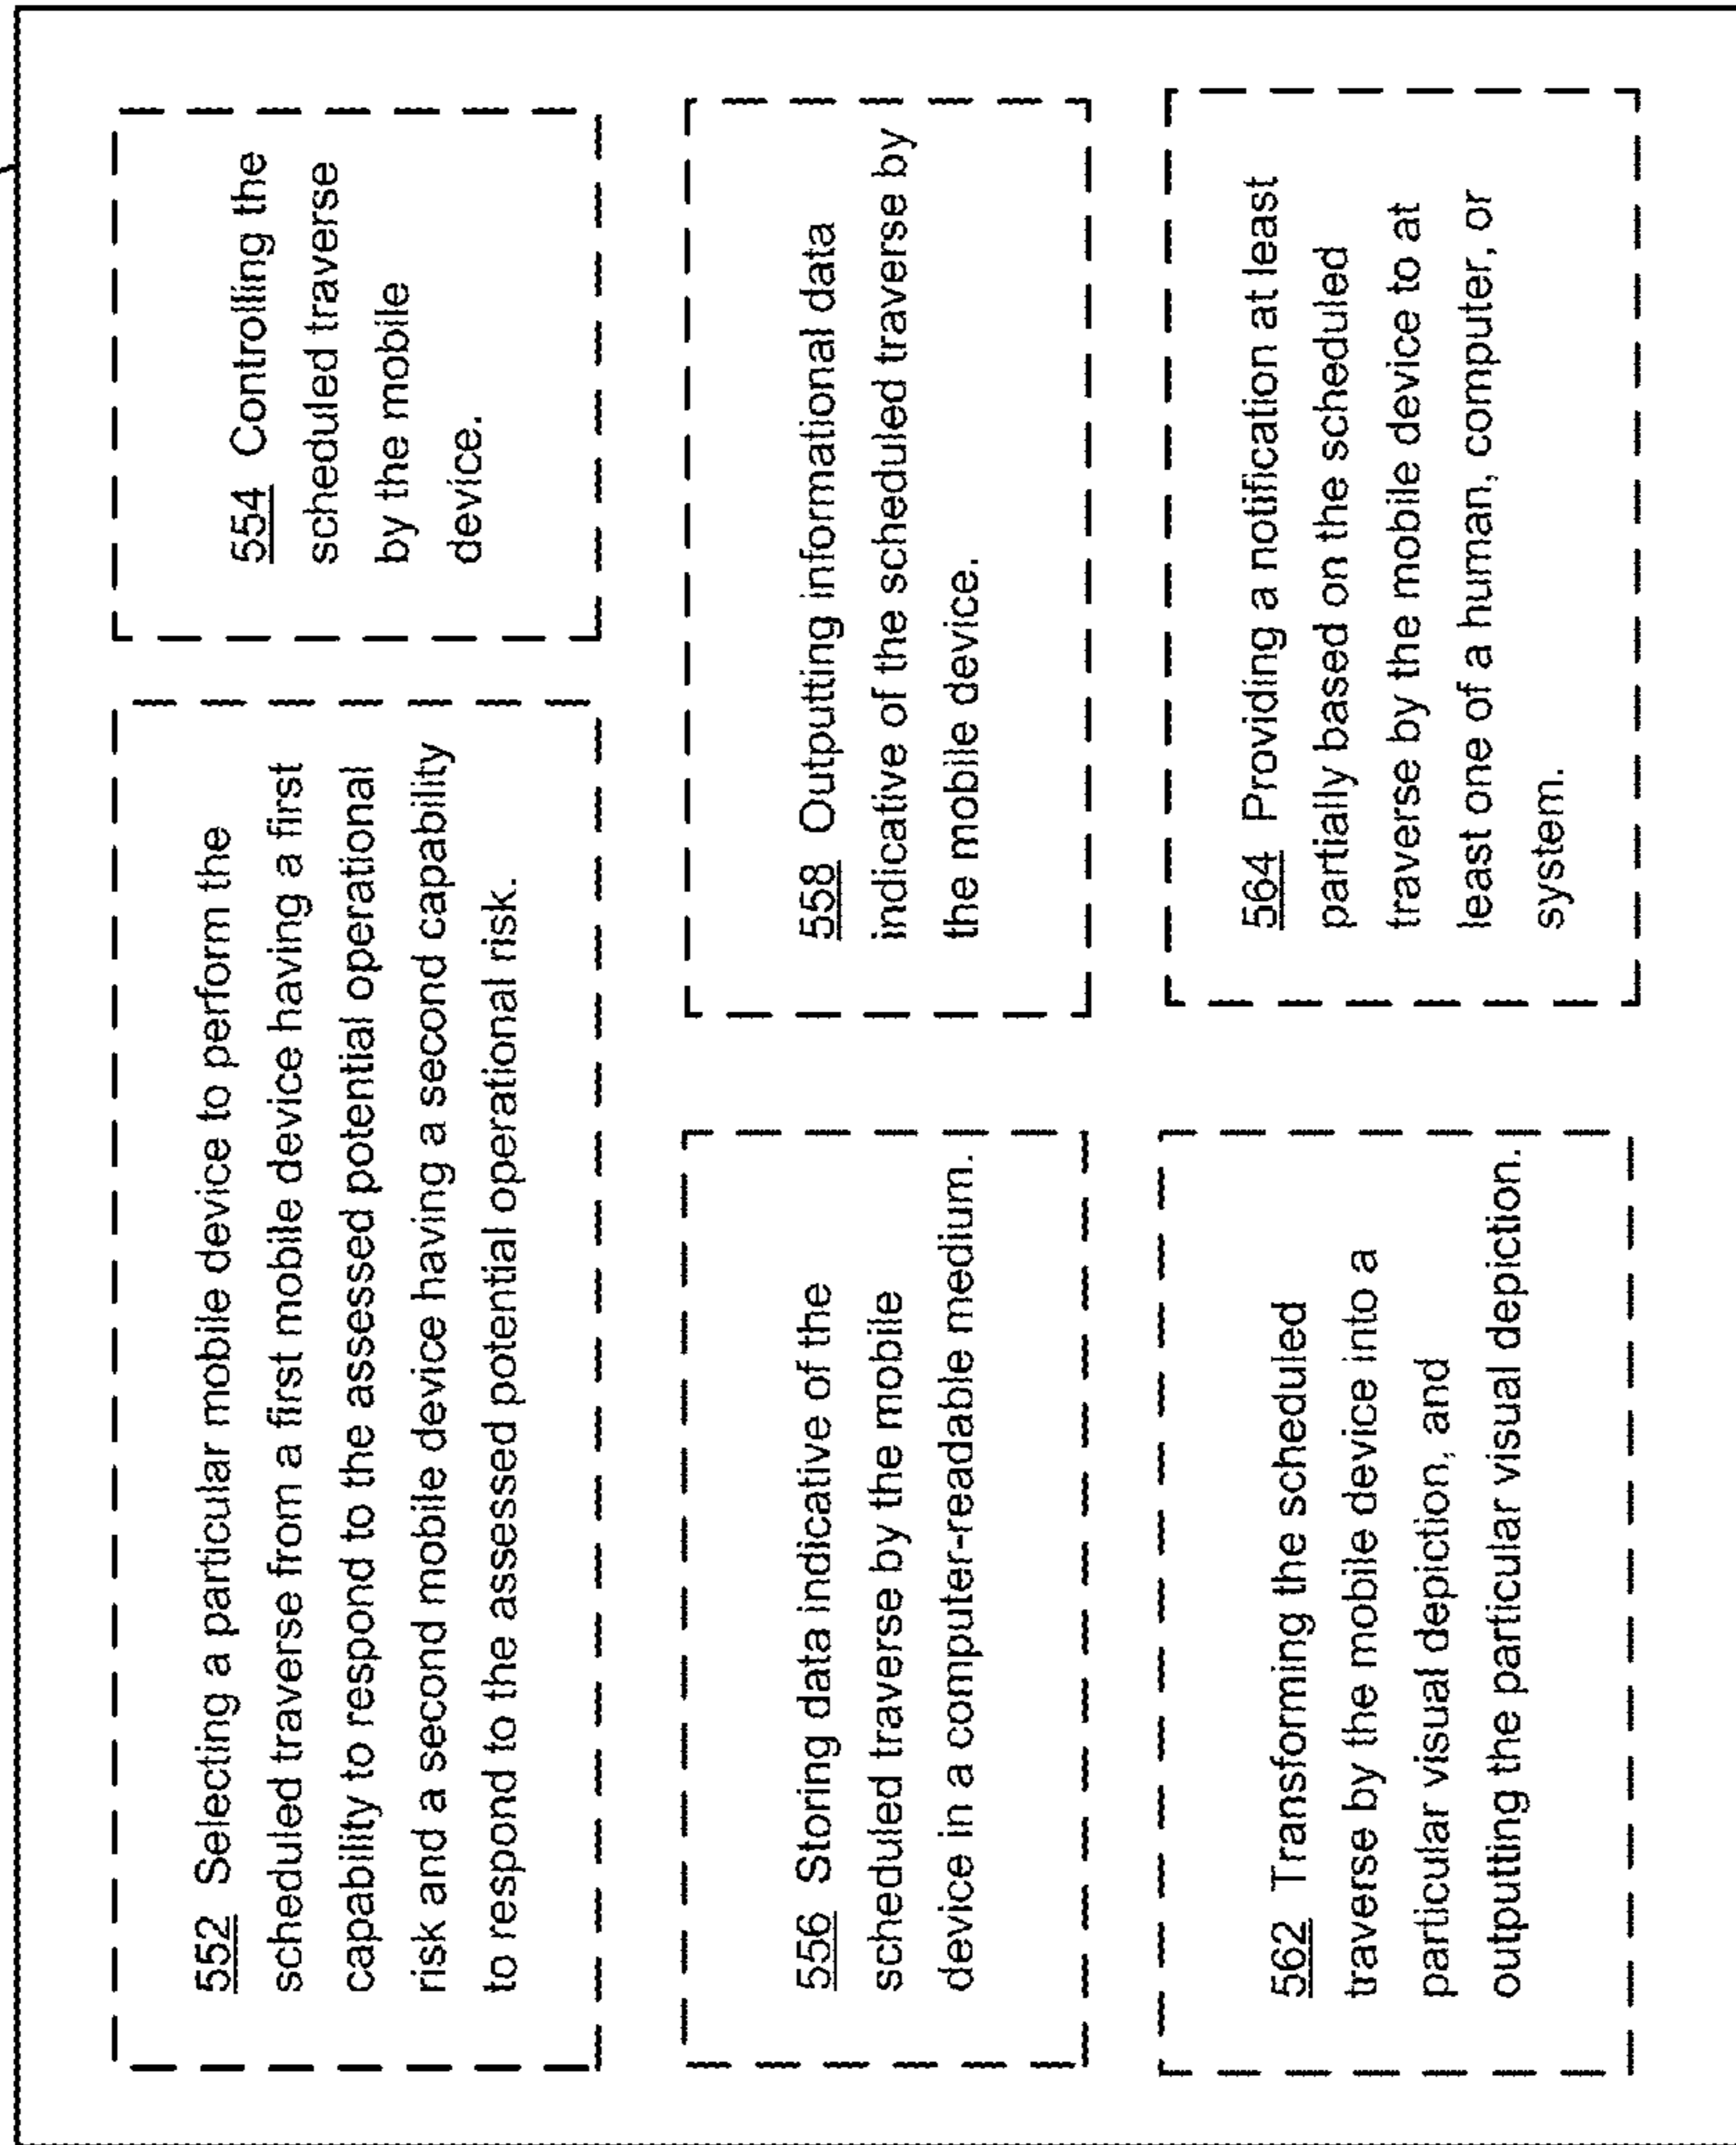 552 Selecting a particular mobile device to perform the
scheduled traverse from a first mobile device having a first
capability to respond to the assessed potential operational
risk and a second mobile device having a second capability
to respond to the assessed potential operational risk.
554 Controlling the
scheduled traverse
by the mobile
device.
556 Storing data indicative of the
scheduled traverse by the mobile
device in a computer-readable medium.
558 Outputting informational data
indicative of the scheduled traverse by
the mobile device.
562 Transforming the scheduled
traverse by the mobile device into a
particular visual depiction, and
outputting the particular visual depiction.
564 Providing a notification at least
partially based on the scheduled
traverse by the mobile device to at
least one of a human, computer, or
system.